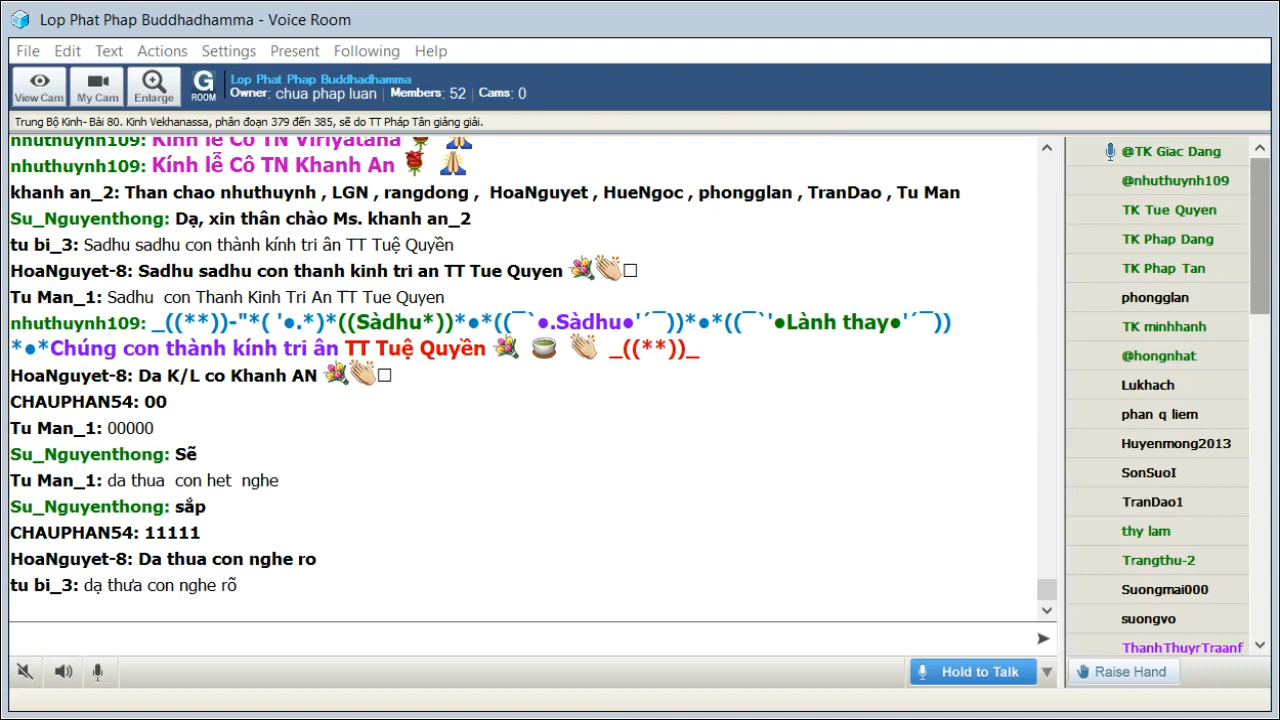 Lop Phat Phap Buddhadhamma - Voice Room
File Edit Text Actions Settings Present Following Help
View Cam My Cam Enlarge G ROOM
Lop Phat Phap Buddhadhamma
Owner: chua phap luan Members: 52 Cams: 0
Trung Bộ Kinh- Bài 80. Kinh Vekhanassa, phân đoạn 379 đến 385, sẽ do TT Pháp Tân giảng giải.
nhuthuynh109: Kính lễ Cô TN Viriyatana 🌹 🙏
nhuthuynh109: Kính lễ Cô TN Khanh An 🌹 🙏
khanh an_2: Than chao nhuthuynh , LGN , rangdong , HoaNguyet , HueNgoc , phongglan , TranDao , Tu Man
Su_Nguyenthong: Dạ, xin thân chào Ms. khanh an_2
tu bi_3: Sadhu sadhu con thành kính tri ân TT Tuệ Quyền
HoaNguyet-8: Sadhu sadhu con thanh kinh tri an TT Tue Quyen 💐👏□
Tu Man_1: Sadhu con Thanh Kinh Tri An TT Tue Quyen
nhuthuynh109: _((**))-"*( '●.*)*((Sàdhu*))*●*((¯`●.Sàdhu●'´¯))*●*((¯`'●Lành thay●'´¯))
*●*Chúng con thành kính tri ân TT Tuệ Quyền 💐 🍵 👏 _((**))_
HoaNguyet-8: Da K/L co Khanh AN 💐👏□
CHAUPHAN54: 00
Tu Man_1: 00000
Su_Nguyenthong: Sẽ
Tu Man_1: da thua con het nghe
Su_Nguyenthong: sắp
CHAUPHAN54: 11111
HoaNguyet-8: Da thua con nghe ro
tu bi_3: dạ thưa con nghe rõ
Hold to Talk
@TK Giac Dang
@nhuthuynh109
TK Tue Quyen
TK Phap Dang
TK Phap Tan
phongglan
TK minhhanh
@hongnhat
Lukhach
phan q liem
Huyenmong2013
SonSuoI
TranDao1
thy lam
Trangthu-2
Suongmai000
suongvo
ThanhThuyrTraanf
Raise Hand